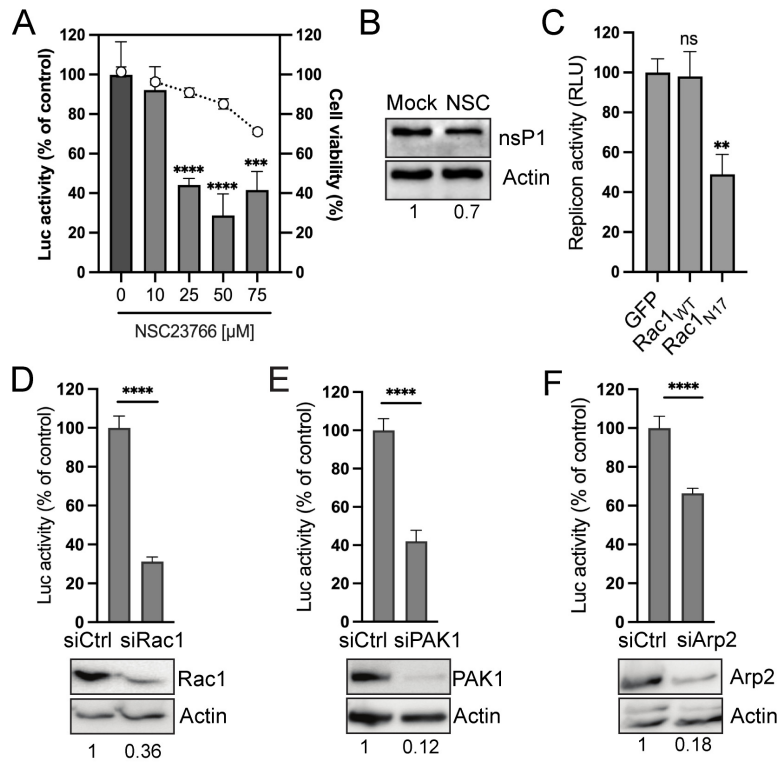 A
Luc activity (% of control)
120
100
80
60
40
20
0
****
****
***
120
100
80
60
40
20
0
Cell viability (%)
0 10 25 50 75
NSC23766 [µM]
B
Mock NSC
nsP1
Actin
1 0.7
C
Replicon activity (RLU)
120
100
80
60
40
20
0
ns
**
GFP
Rac1WT
Rac1N17
D
Luc activity (% of control)
120
100
80
60
40
20
0
****
siCtrl siRac1
Rac1
Actin
1 0.36
E
Luc activity (% of control)
120
100
80
60
40
20
0
****
siCtrl siPAK1
PAK1
Actin
1 0.12
F
Luc activity (% of control)
120
100
80
60
40
20
0
****
siCtrl siArp2
Arp2
Actin
1 0.18